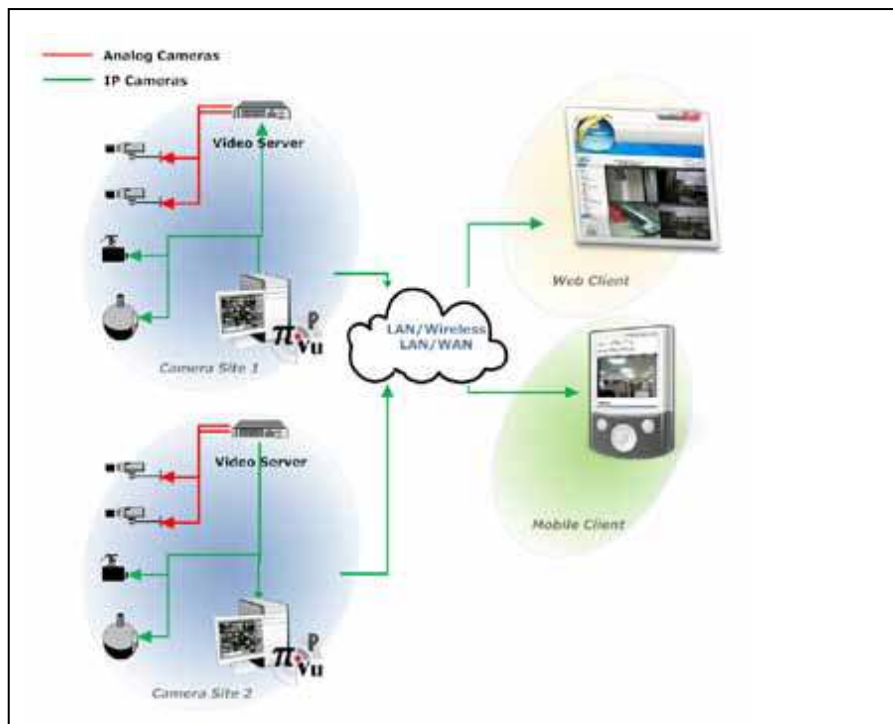 Analog Cameras
IP Cameras
Video Server
Camera Site 1
LAN/Wireless
LAN/WAN
Web Client
Mobile Client
Video Server
Camera Site 2